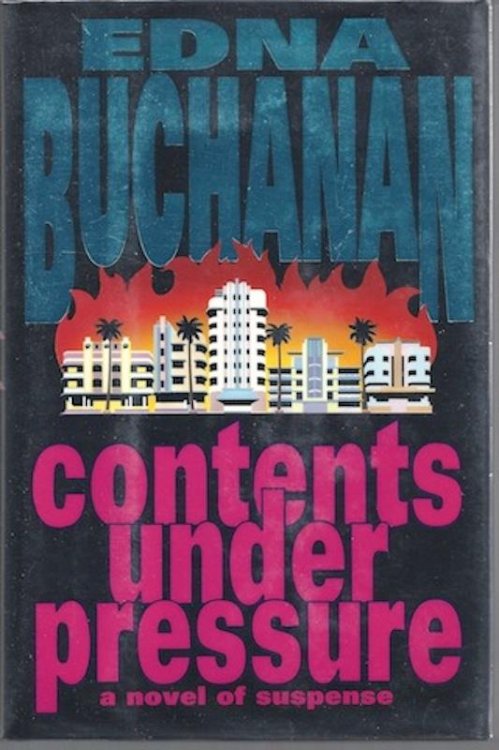 EDNA
BUCHANAN
contents
under
pressure
a novel of suspense